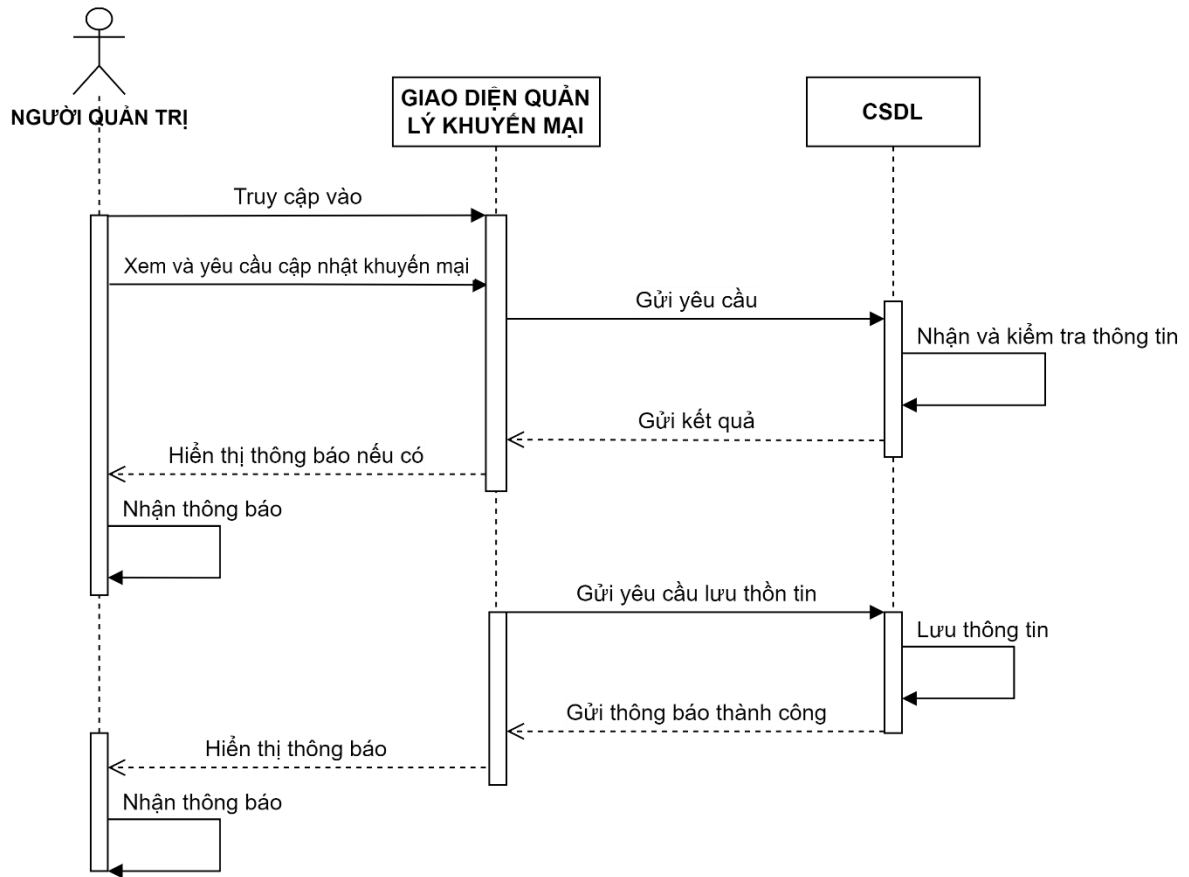 NGƯỜI QUẢN TRỊ
GIAO DIỆN QUẢN
LÝ KHUYẾN MẠI
CSDL
Truy cập vào
Xem và yêu cầu cập nhật khuyến mại
Gửi yêu cầu
Nhận và kiểm tra thông tin
Gửi kết quả
Hiển thị thông báo nếu có
Nhận thông báo
Gửi yêu cầu lưu thồn tin
Lưu thông tin
Gửi thông báo thành công
Hiển thị thông báo
Nhận thông báo